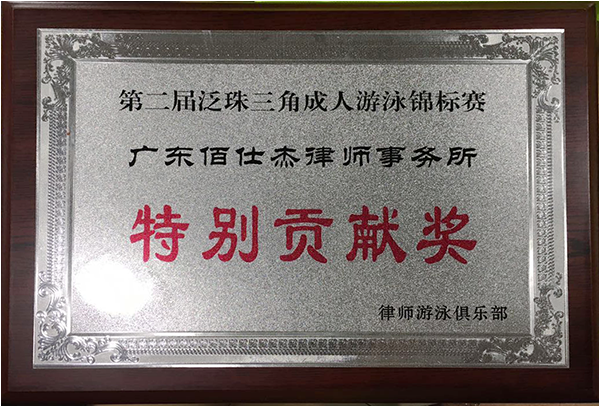 第二届泛珠三角成人游泳锦标赛
广东佰仕杰律师事务所
特别贡献奖
律师游泳俱乐部